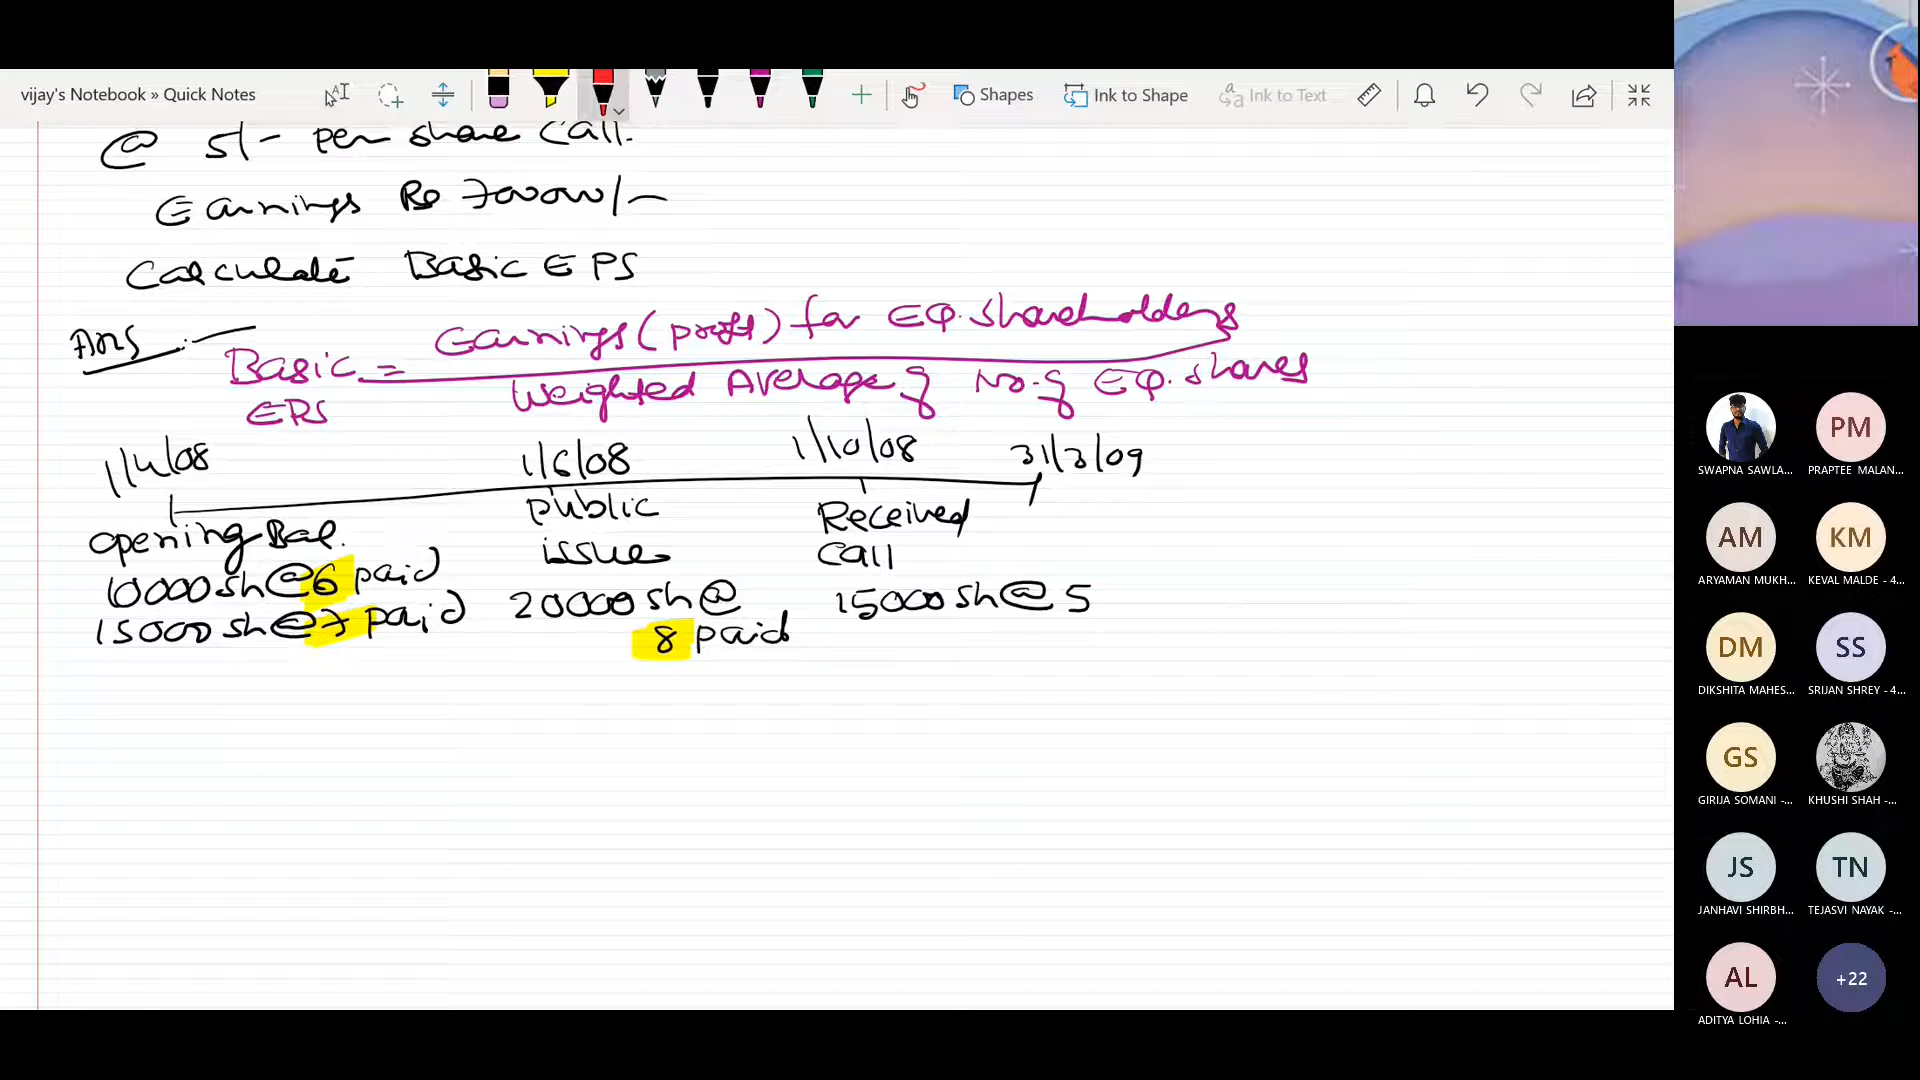 vijay's Notebook » Quick Notes
Shapes
Ink to Shape
Ink to Text
@ 5/- per share call.
Earnings Rs 700000/-
Calculate Basic EPS
Ans :-
Basic EPS = Earnings (profit) for EQ. shareholders
Weighted Average of No. of EQ. shares
1/4/08 1/6/08 1/10/08 31/3/09
opening Bal. public issue Received call
10000 sh @ 6 paid
15000 sh @ 7 paid
20000 sh @ 8 paid
15000 sh @ 5
SWAPNA SAWLA...
PM
PRAPTEE MALAN...
AM
ARYAMAN MUKH...
KM
KEVAL MALDE - 4...
DM
DIKSHITA MAHES...
SS
SRIJAN SHREY - 4...
GS
GIRIJA SOMANI -...
KHUSHI SHAH -...
JS
JANHAVI SHIRBH...
TN
TEJASVI NAYAK -...
AL
ADITYA LOHIA -...
+22